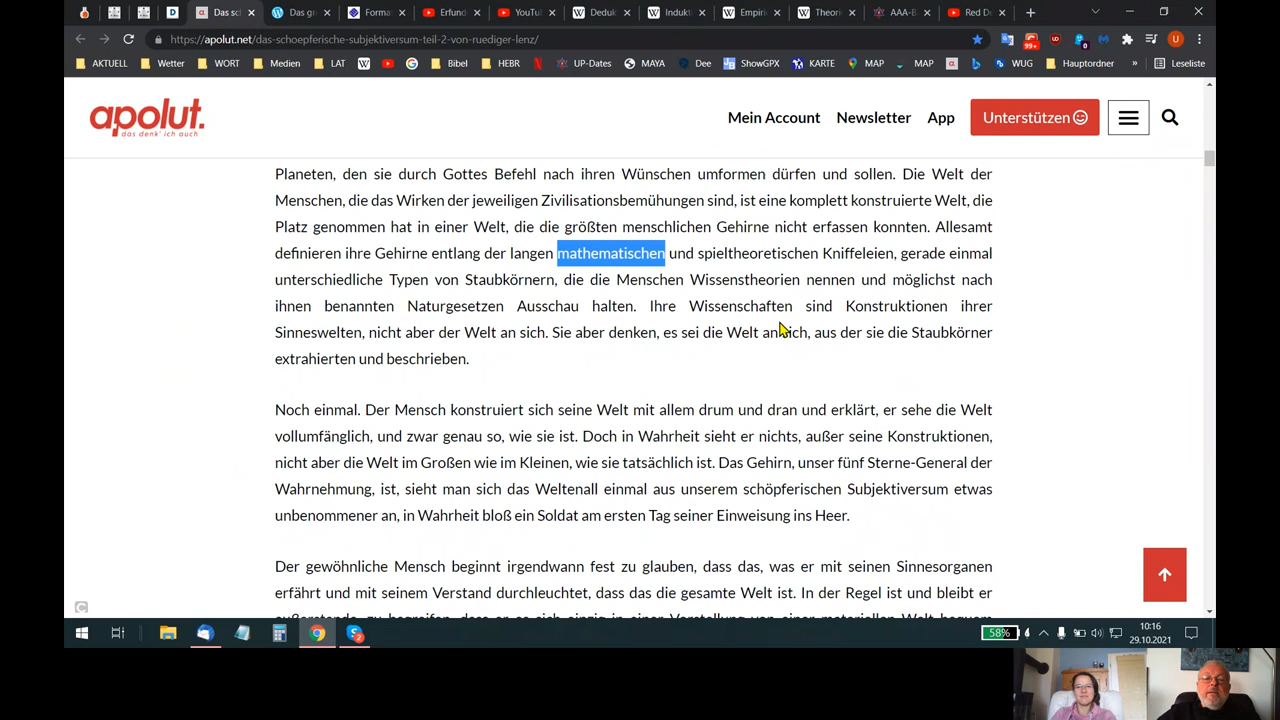 Das sch
Das gre
Forma
Erfund
YouTu
Deduk
Indukt
Empiri
Theor
AAA-B
Red De
https://apolut.net/das-schoepferische-subjektiversum-teil-2-von-ruediger-lenz/
99+
0
U
AKTUELL
Wetter
WORT
Medien
LAT
Bibel
HEBR
UP-Dates
MAYA
Dee
ShowGPX
KARTE
MAP
MAP
WUG
Hauptordner
»
Leseliste
apolut.
das denk' ich auch
Mein Account
Newsletter
App
Unterstützen
Planeten, den sie durch Gottes Befehl nach ihren Wünschen umformen dürfen und sollen. Die Welt der
Menschen, die das Wirken der jeweiligen Zivilisationsbemühungen sind, ist eine komplett konstruierte Welt, die
Platz genommen hat in einer Welt, die die größten menschlichen Gehirne nicht erfassen konnten. Allesamt
definieren ihre Gehirne entlang der langen mathematischen und spieltheoretischen Kniffeleien, gerade einmal
unterschiedliche Typen von Staubkörnern, die die Menschen Wissenstheorien nennen und möglichst nach
ihnen benannten Naturgesetzen Ausschau halten. Ihre Wissenschaften sind Konstruktionen ihrer
Sinneswelten, nicht aber der Welt an sich. Sie aber denken, es sei die Welt an sich, aus der sie die Staubkörner
extrahierten und beschrieben.
Noch einmal. Der Mensch konstruiert sich seine Welt mit allem drum und dran und erklärt, er sehe die Welt
vollumfänglich, und zwar genau so, wie sie ist. Doch in Wahrheit sieht er nichts, außer seine Konstruktionen,
nicht aber die Welt im Großen wie im Kleinen, wie sie tatsächlich ist. Das Gehirn, unser fünf Sterne-General der
Wahrnehmung, ist, sieht man sich das Weltenall einmal aus unserem schöpferischen Subjektiversum etwas
unbenommener an, in Wahrheit bloß ein Soldat am ersten Tag seiner Einweisung ins Heer.
Der gewöhnliche Mensch beginnt irgendwann fest zu glauben, dass das, was er mit seinen Sinnesorganen
erfährt und mit seinem Verstand durchleuchtet, dass das die gesamte Welt ist. In der Regel ist und bleibt er
58%
10:16
29.10.2021